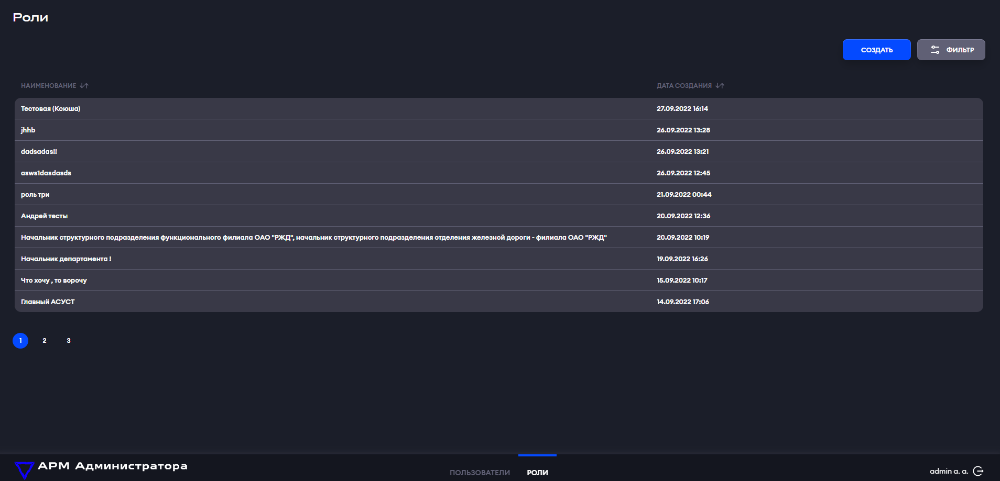 Роли
СОЗДАТЬ ФИЛЬТР
НАИМЕНОВАНИЕ ДАТА СОЗДАНИЯ
Тестовая (Ксюша) 27.09.2022 16:14
jhhb 26.09.2022 13:28
dadsadas!! 26.09.2022 13:21
asws1dasdasds 26.09.2022 12:45
роль три 21.09.2022 00:44
Андрей тесты 20.09.2022 12:36
Начальник структурного подразделения функционального филиала ОАО "РЖД", начальник структурного подразделения отделения железной дороги - филиала ОАО "РЖД" 20.09.2022 10:19
Начальник департамента ! 19.09.2022 16:26
Что хочу , то ворочу 15.09.2022 10:17
Главный АСУСТ 14.09.2022 17:06
1 2 3
АРМ Администратора ПОЛЬЗОВАТЕЛИ РОЛИ admin a. a.